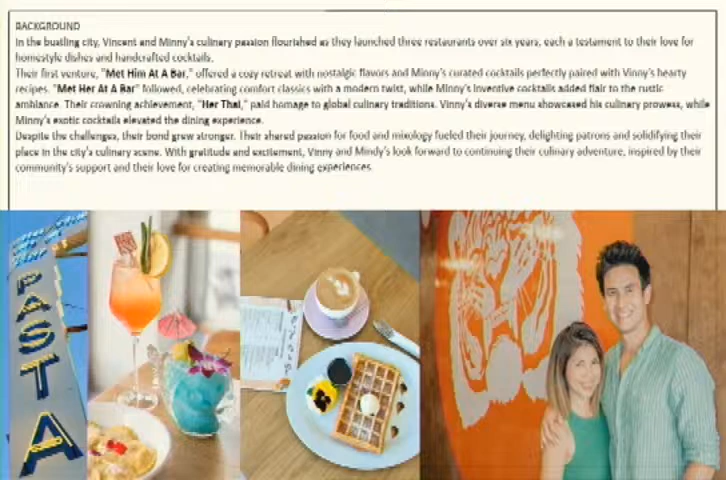 BACKGROUND
In the bustling city, Vincent and Minny's culinary passion flourished as they launched three restaurants over six years, each a testament to their love for
homestyle dishes and handcrafted cocktails.
Their first venture, "Met Him At A Bar," offered a cozy retreat with nostalgic flavors and Minny's curated cocktails perfectly paired with Vinny's hearty
recipes. "Met Her At A Bar" followed, celebrating comfort classics with a modern twist, while Minny's inventive cocktails added flair to the rustic
ambiance. Their crowning achievement, "Her Thai," paid homage to global culinary traditions. Vinny's diverse menu showcased his culinary prowess, while
Minny's exotic cocktails elevated the dining experience.
Despite the challenges, their bond grew stronger. Their shared passion for food and mixology fueled their journey, delighting patrons and solidifying their
place in the city's culinary scene. With gratitude and excitement, Vinny and Mindy's look forward to continuing their culinary adventure, inspired by their
community's support and their love for creating memorable dining experiences.
PASTA